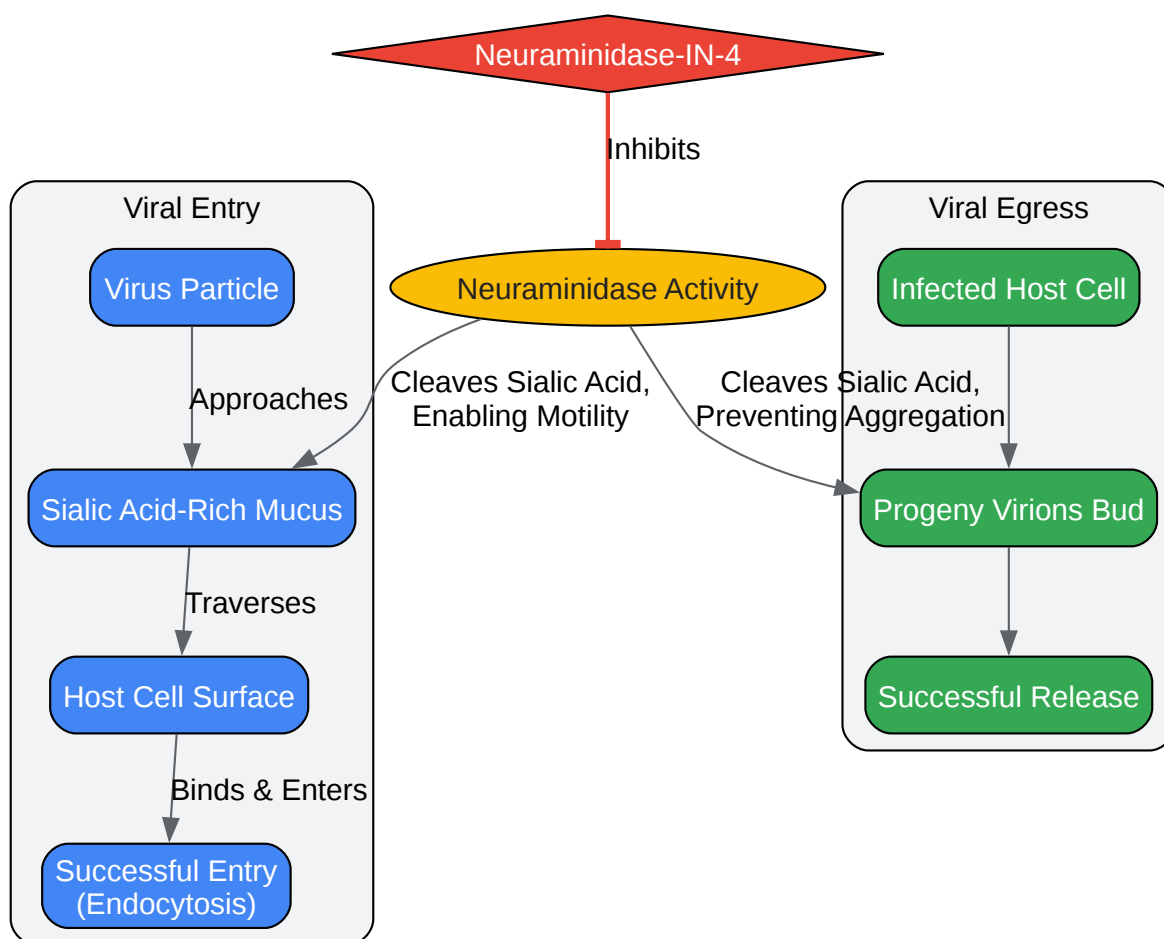 Neuraminidase-IN-4
Inhibits
Viral Entry
Viral Egress
Virus Particle
Neuraminidase Activity
Infected Host Cell
Approaches
Cleaves Sialic Acid,
Enabling Motility
Cleaves Sialic Acid,
Preventing Aggregation
Sialic Acid-Rich Mucus
Progeny Virions Bud
Traverses
Host Cell Surface
Successful Release
Binds & Enters
Successful Entry
(Endocytosis)